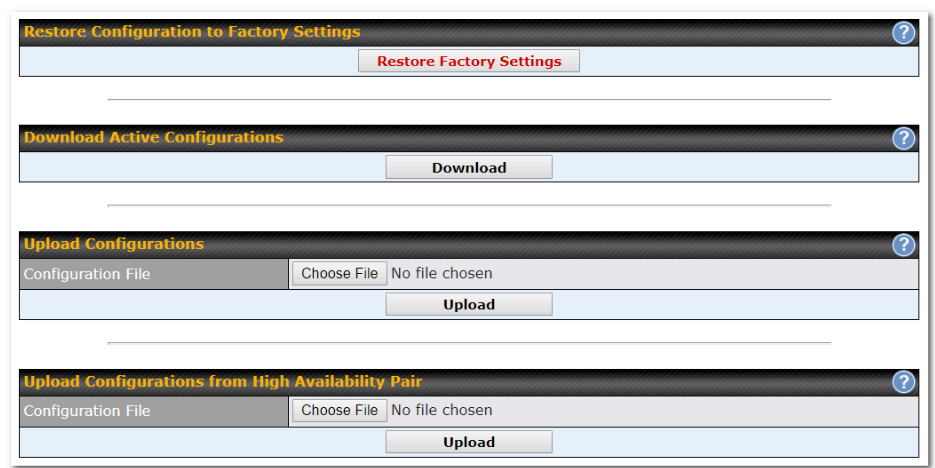 Restore Configuration to Factory Settings
?
Restore Factory Settings
Download Active Configurations
?
Download
Upload Configurations
?
Configuration File Choose File No file chosen
Upload
Upload Configurations from High Availability Pair
?
Configuration File Choose File No file chosen
Upload